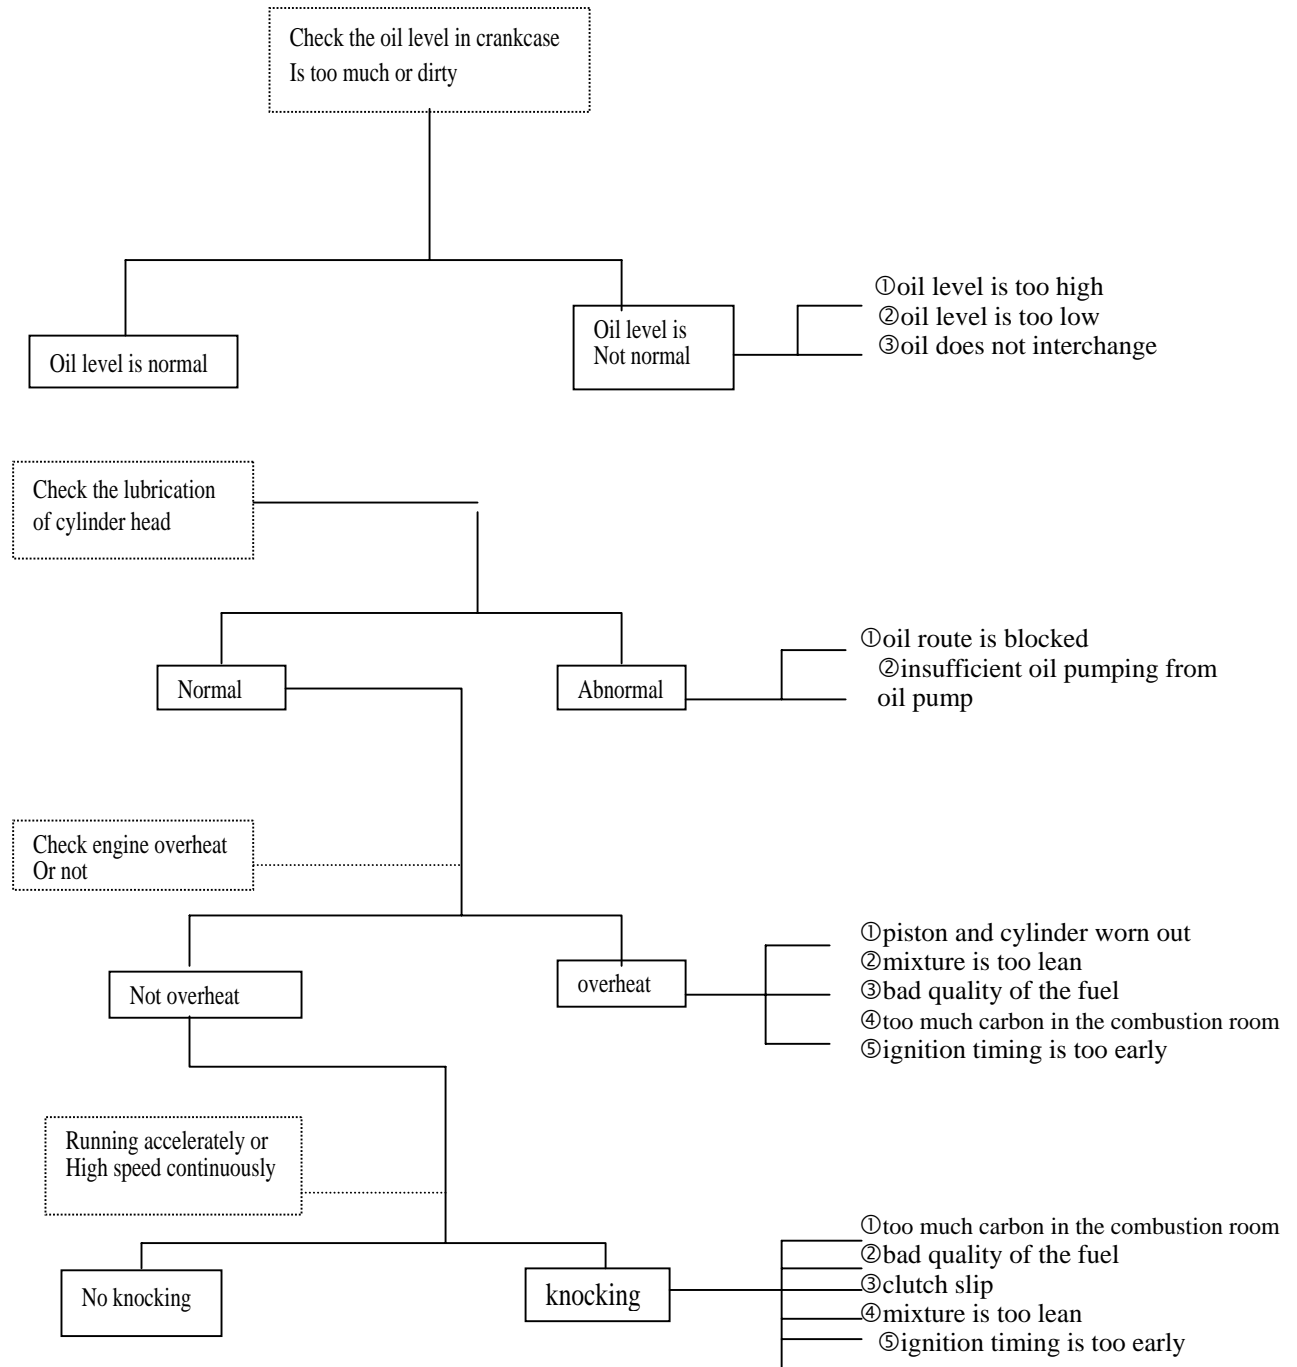 Check the oil level in crankcase
Is too much or dirty
①oil level is too high
②oil level is too low
③oil does not interchange
Oil level is
Not normal
Oil level is normal
Check the lubrication
of cylinder head
①oil route is blocked
②insufficient oil pumping from
oil pump
Normal
Abnormal
Check engine overheat
Or not
①piston and cylinder worn out
②mixture is too lean
③bad quality of the fuel
④too much carbon in the combustion room
⑤ignition timing is too early
Not overheat
overheat
Running accelerately or
High speed continuously
①too much carbon in the combustion room
②bad quality of the fuel
③clutch slip
④mixture is too lean
⑤ignition timing is too early
No knocking
knocking